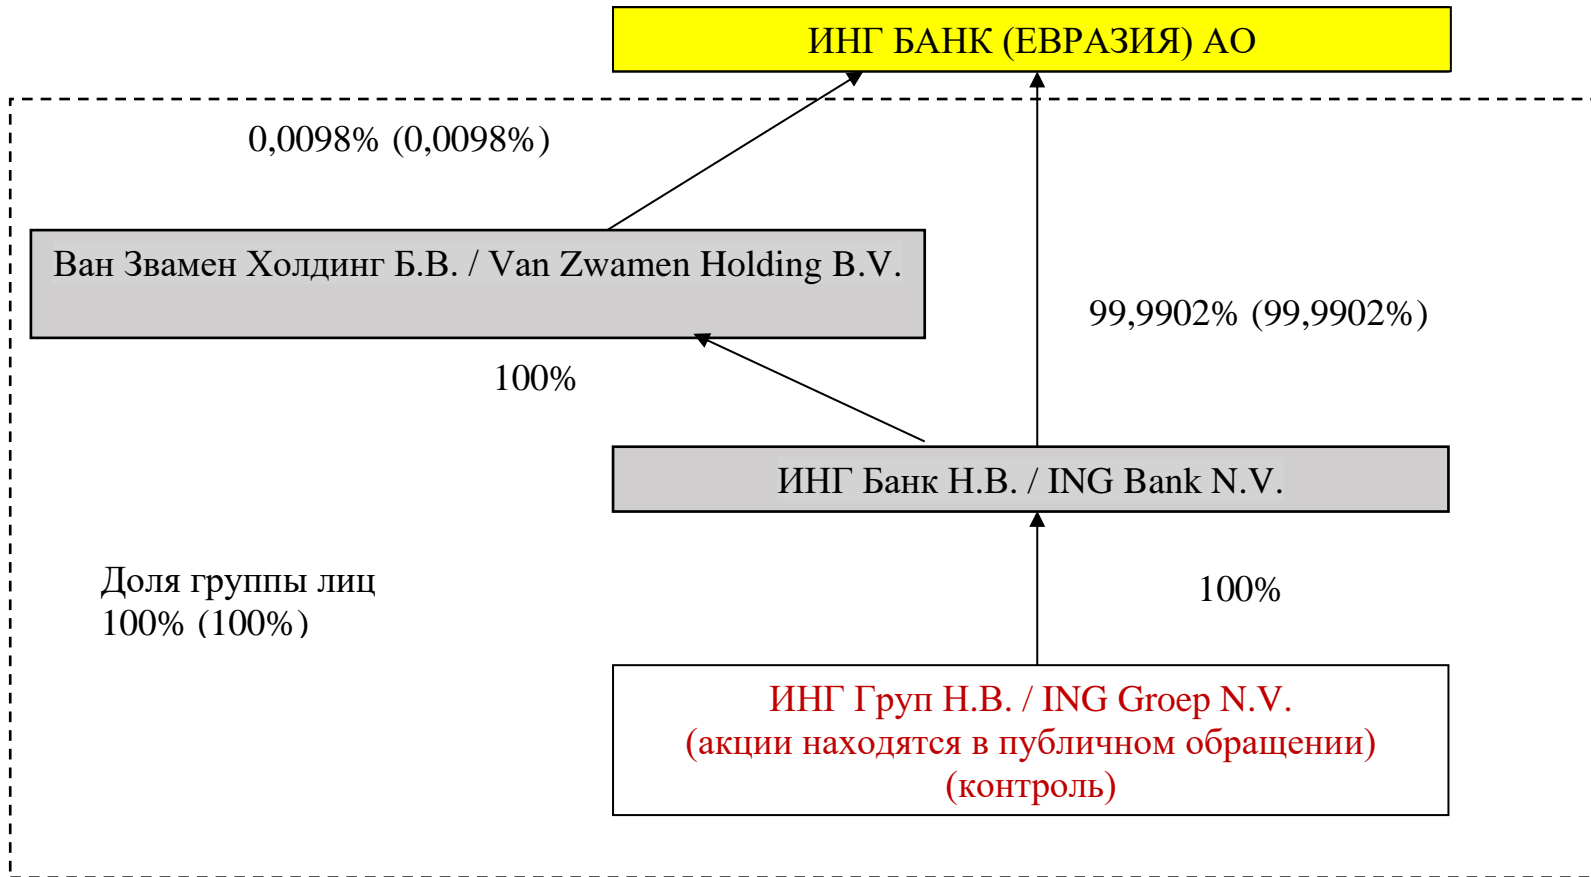 ИНГ БАНК (ЕВРАЗИЯ) АО
0,0098% (0,0098%)
Ван Звамен Холдинг Б.В. / Van Zwamen Holding B.V.
99,9902% (99,9902%)
100%
ИНГ Банк Н.В. / ING Bank N.V.
Доля группы лиц
100% (100%)
100%
ИНГ Груп Н.В. / ING Groep N.V.
(акции находятся в публичном обращении)
(контроль)